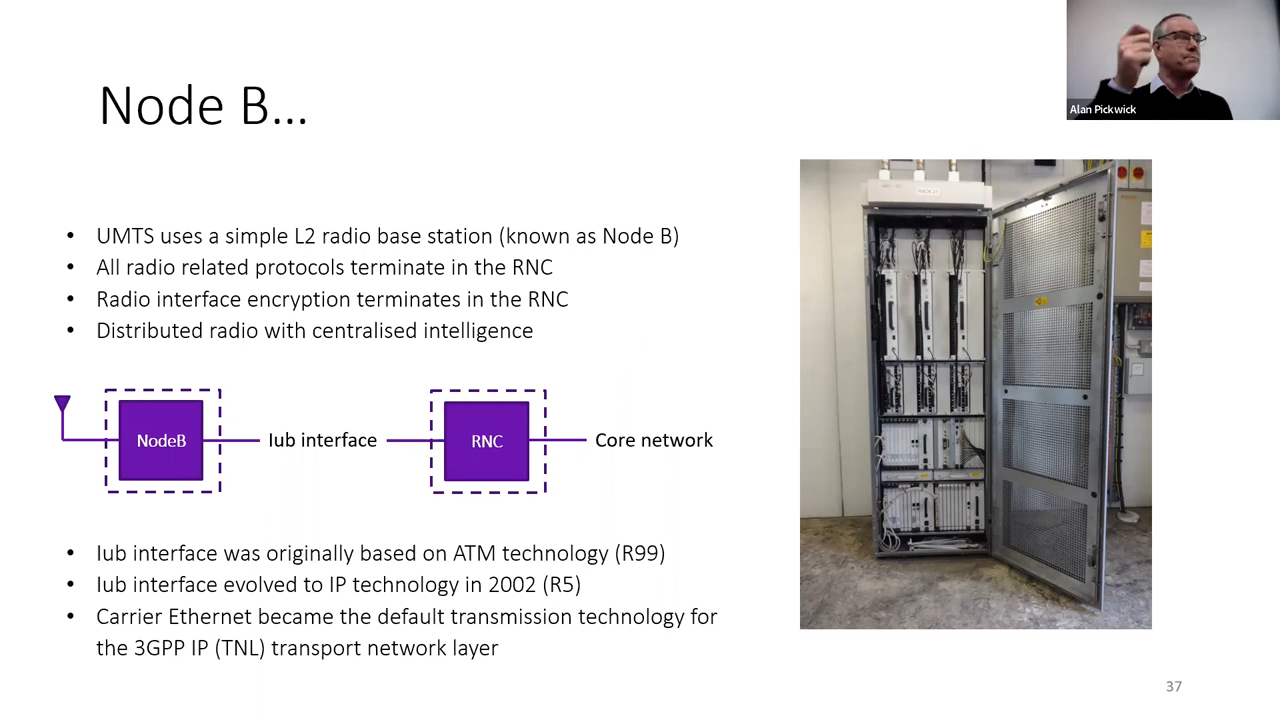 Alan Pickwick
Node B...
• UMTS uses a simple L2 radio base station (known as Node B)
• All radio related protocols terminate in the RNC
• Radio interface encryption terminates in the RNC
• Distributed radio with centralised intelligence
NodeB
Iub interface
RNC
Core network
• Iub interface was originally based on ATM technology (R99)
• Iub interface evolved to IP technology in 2002 (R5)
• Carrier Ethernet became the default transmission technology for
the 3GPP IP (TNL) transport network layer
37